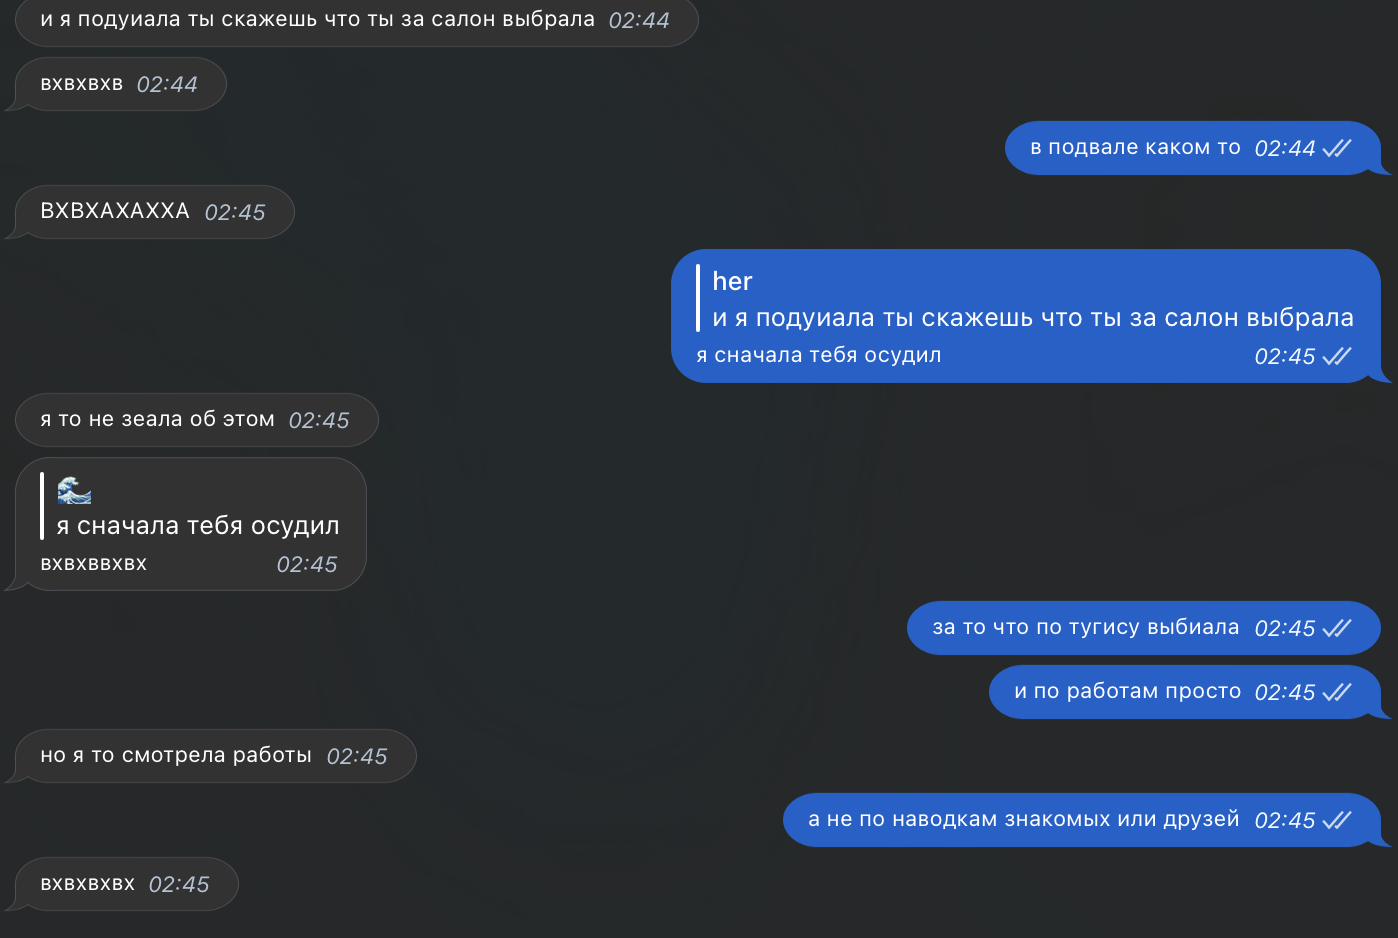 и я подуиала ты скажешь что ты за салон выбрала 02:44
вхвхвхв 02:44
в подвале каком то 02:44
ВХВХАХАХХА 02:45
her
и я подуиала ты скажешь что ты за салон выбрала
я сначала тебя осудил 02:45
я то не зеала об этом 02:45
🌊
я сначала тебя осудил
вхвхввхвх 02:45
за то что по тугису выбиала 02:45
и по работам просто 02:45
но я то смотрела работы 02:45
а не по наводкам знакомых или друзей 02:45
вхвхвхвх 02:45